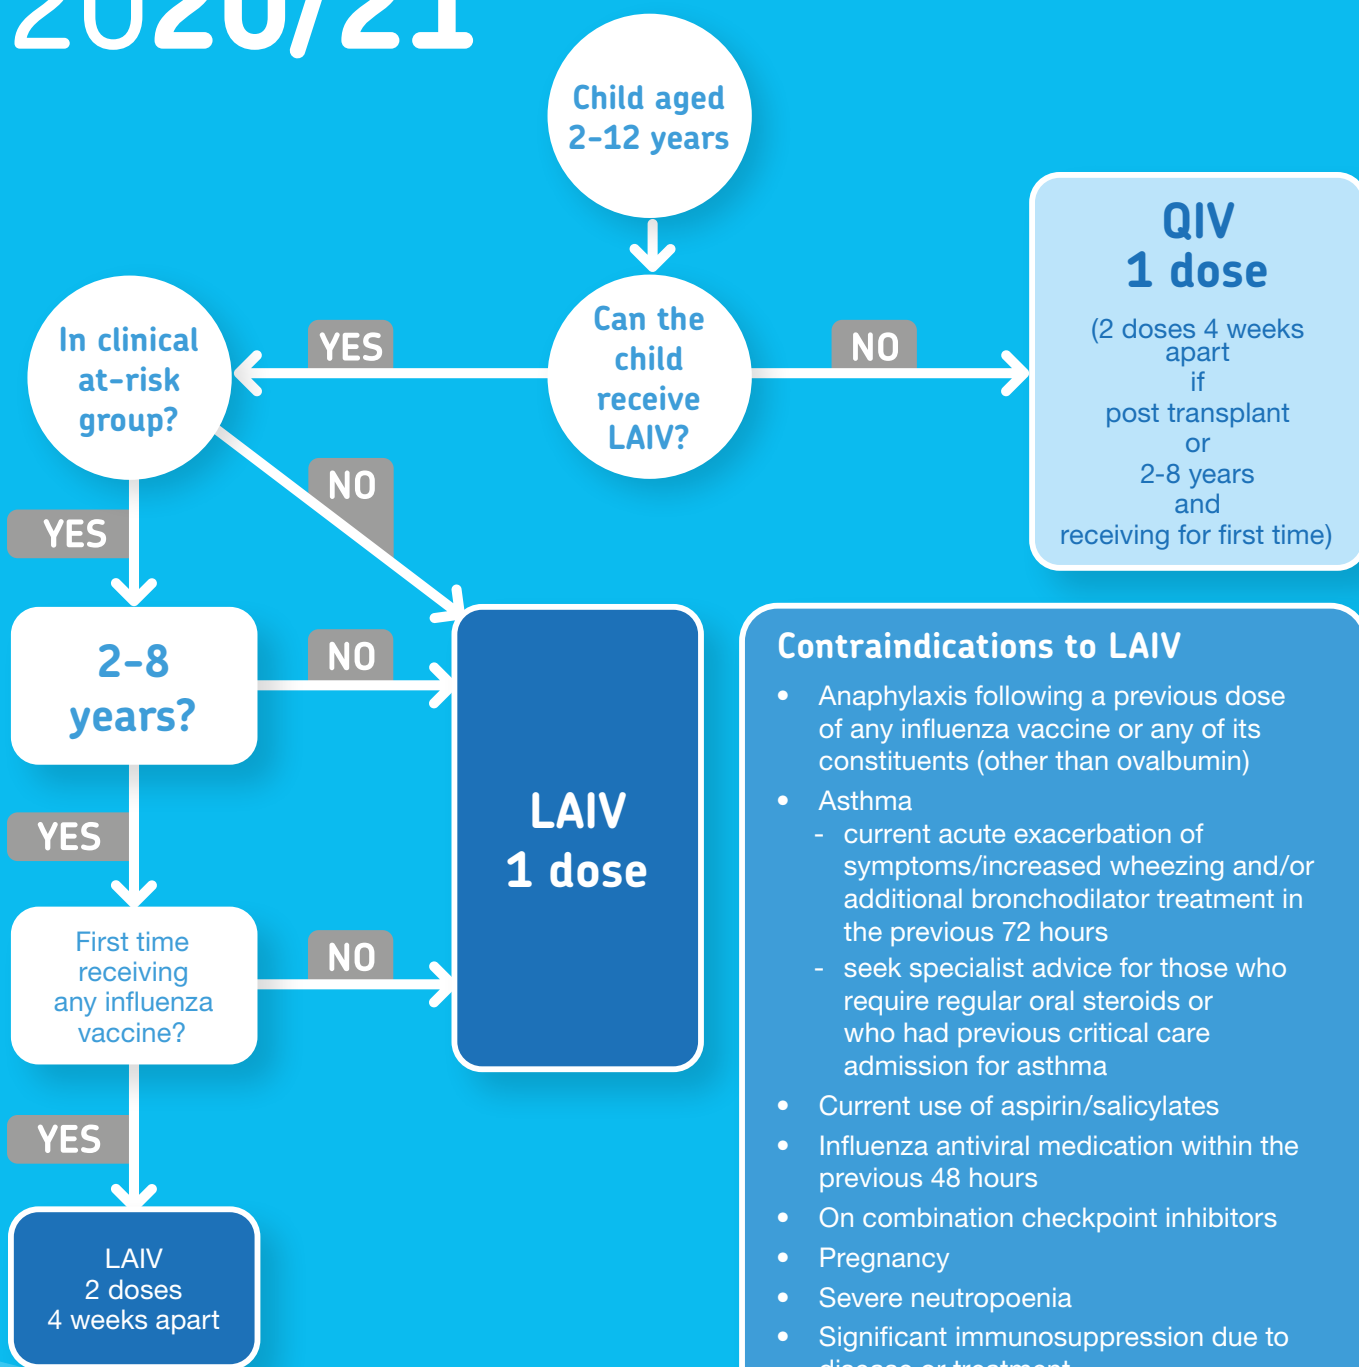 2020/21
Child aged
2-12 years
Can the
child
receive
LAIV?
YES
NO
In clinical
at-risk
group?
QIV
1 dose
(2 doses 4 weeks
apart
if
post transplant
or
2-8 years
and
receiving for first time)
NO
YES
2-8
years?
NO
YES
First time
receiving
any influenza
vaccine?
NO
YES
LAIV
2 doses
4 weeks apart
LAIV
1 dose
Contraindications to LAIV
• Anaphylaxis following a previous dose
of any influenza vaccine or any of its
constituents (other than ovalbumin)
• Asthma
- current acute exacerbation of
symptoms/increased wheezing and/or
additional bronchodilator treatment in
the previous 72 hours
- seek specialist advice for those who
require regular oral steroids or
who had previous critical care
admission for asthma
• Current use of aspirin/salicylates
• Influenza antiviral medication within the
previous 48 hours
• On combination checkpoint inhibitors
• Pregnancy
• Severe neutropoenia
• Significant immunosuppression due to
disease or treatment